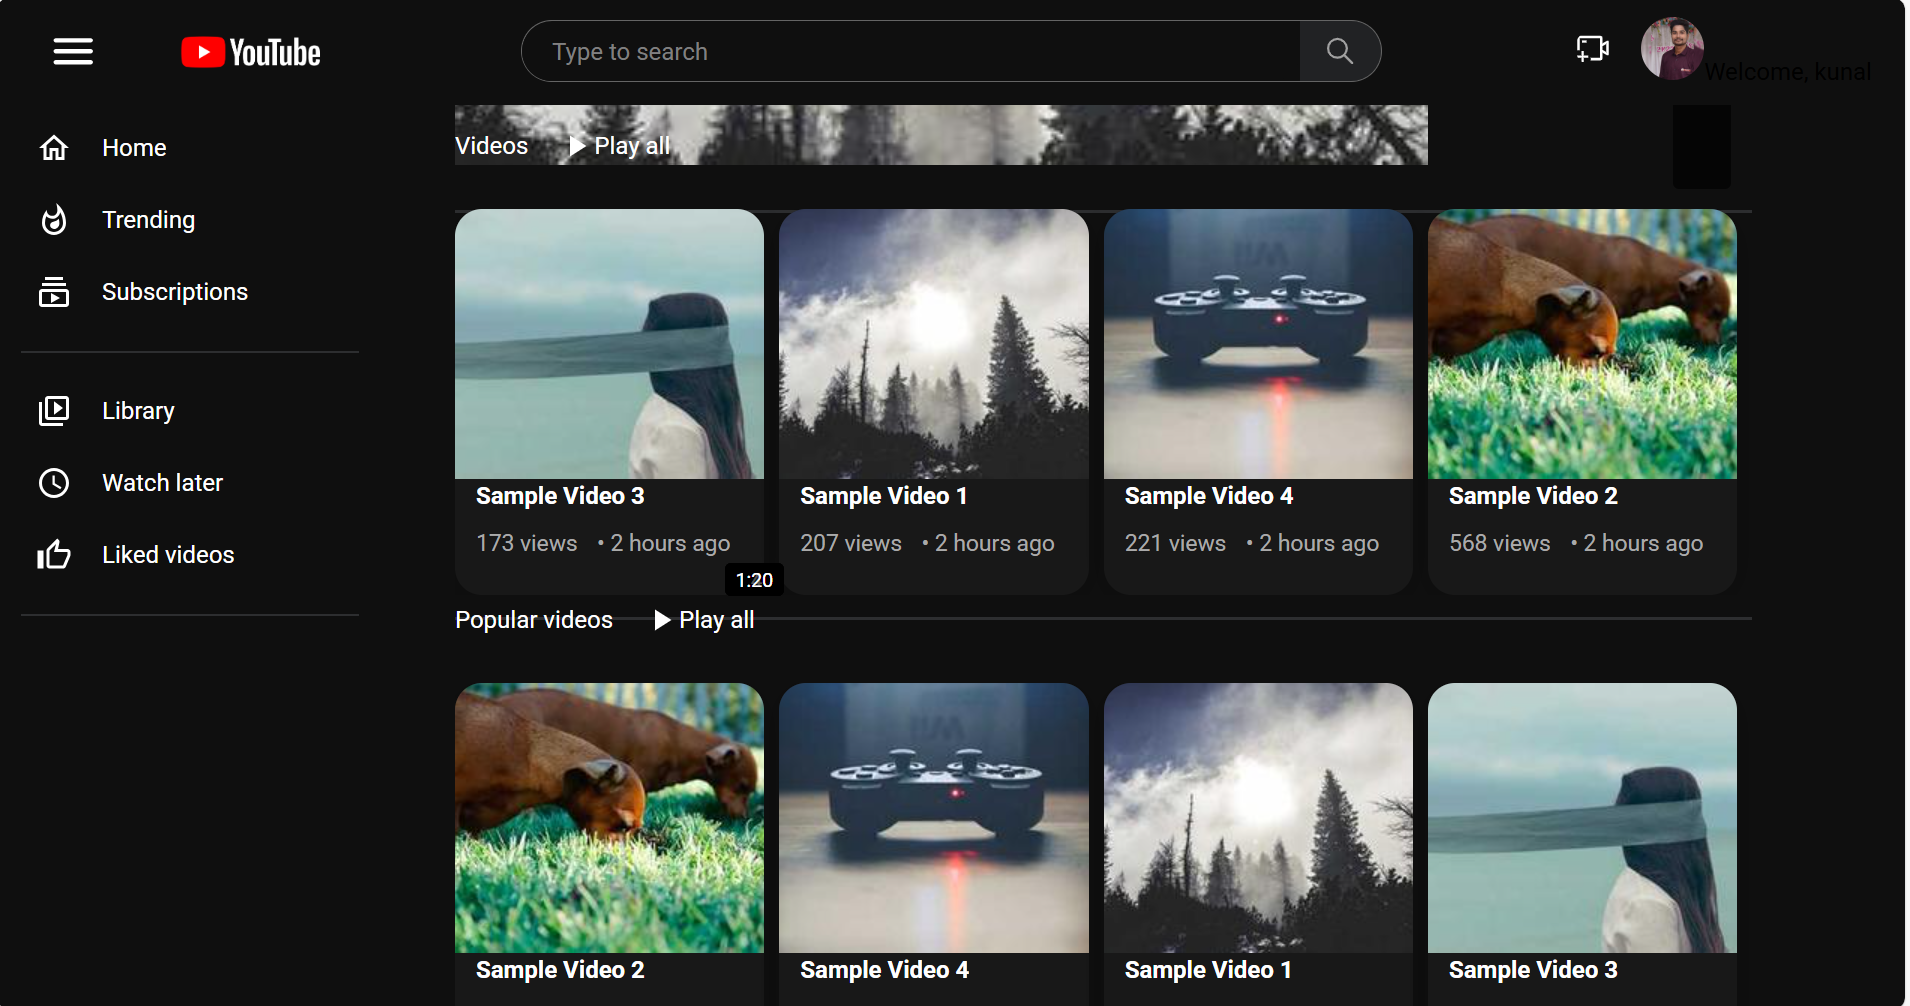 YouTube
Type to search
Welcome, kunal
Home
Trending
Subscriptions
Library
Watch later
Liked videos
Videos Play all
Sample Video 3
173 views • 2 hours ago
1:20
Sample Video 1
207 views • 2 hours ago
Sample Video 4
221 views • 2 hours ago
Sample Video 2
568 views • 2 hours ago
Popular videos Play all
Sample Video 2
Sample Video 4
Sample Video 1
Sample Video 3